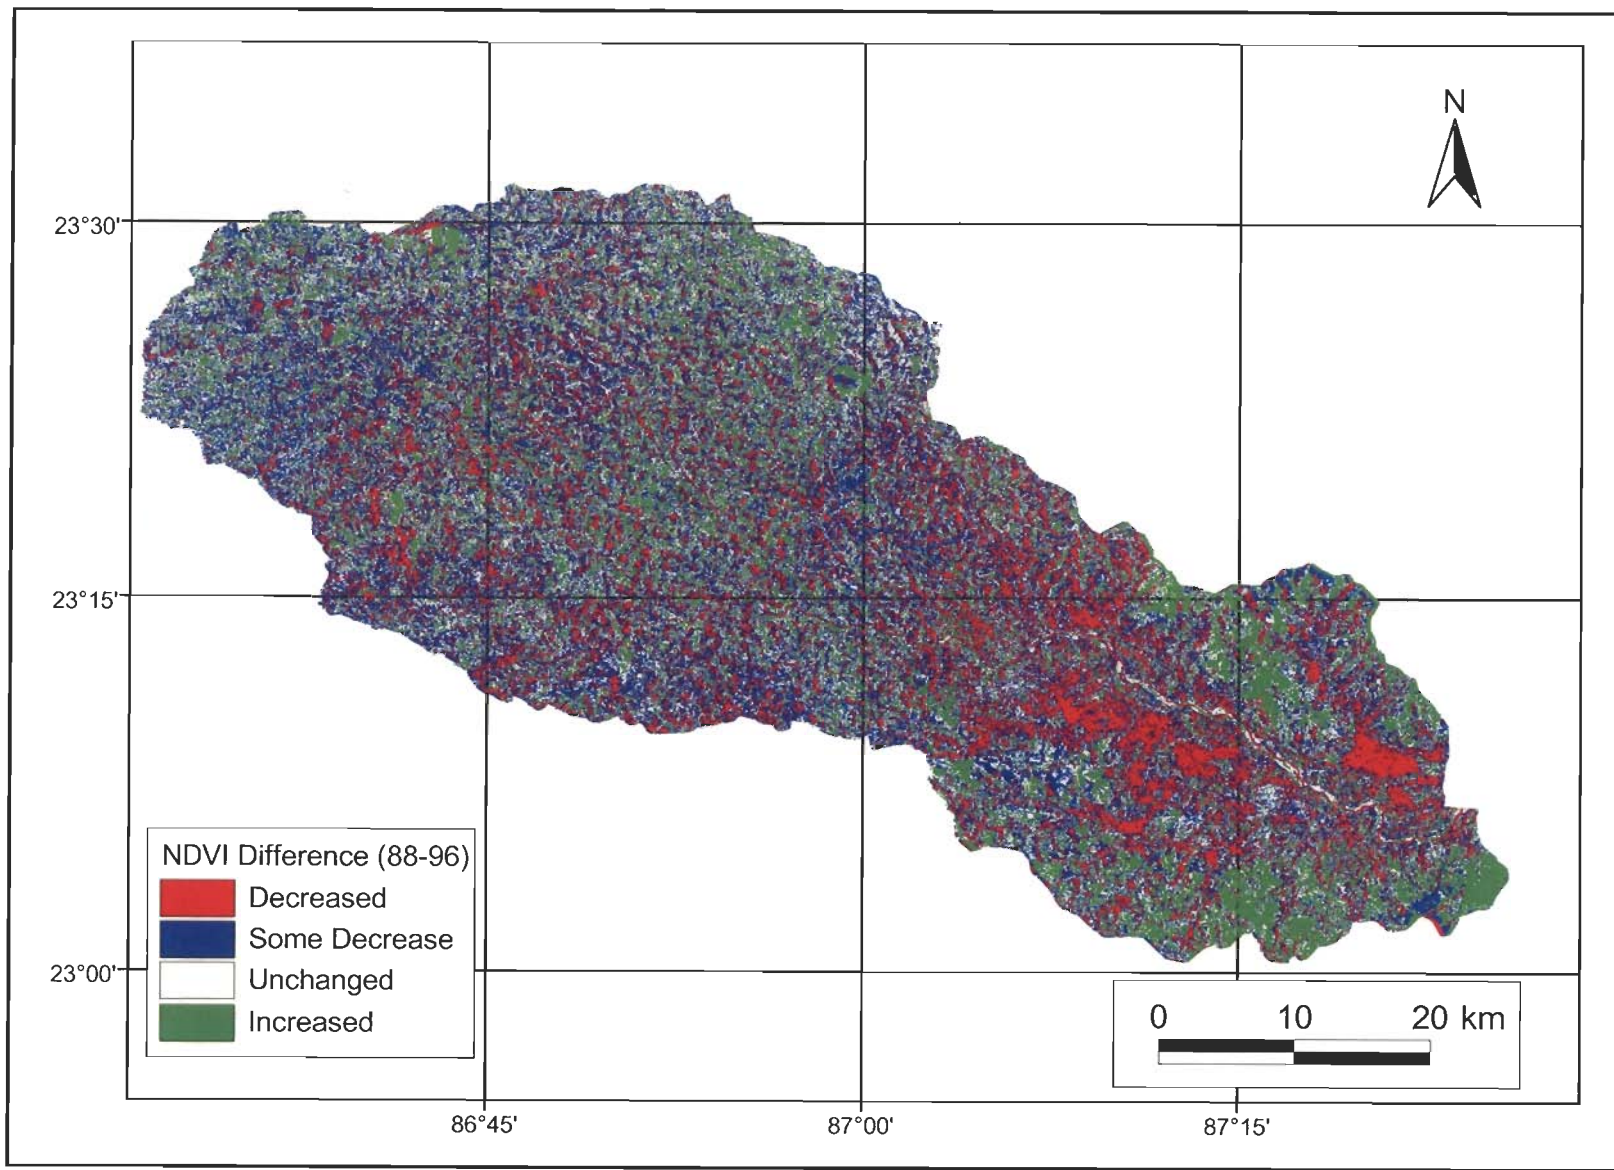 N
23°30'
23°15'
23°00'
NDVI Difference (88-96)
Decreased
Some Decrease
Unchanged
Increased
0 10 20 km
86°45' 87°00' 87°15'